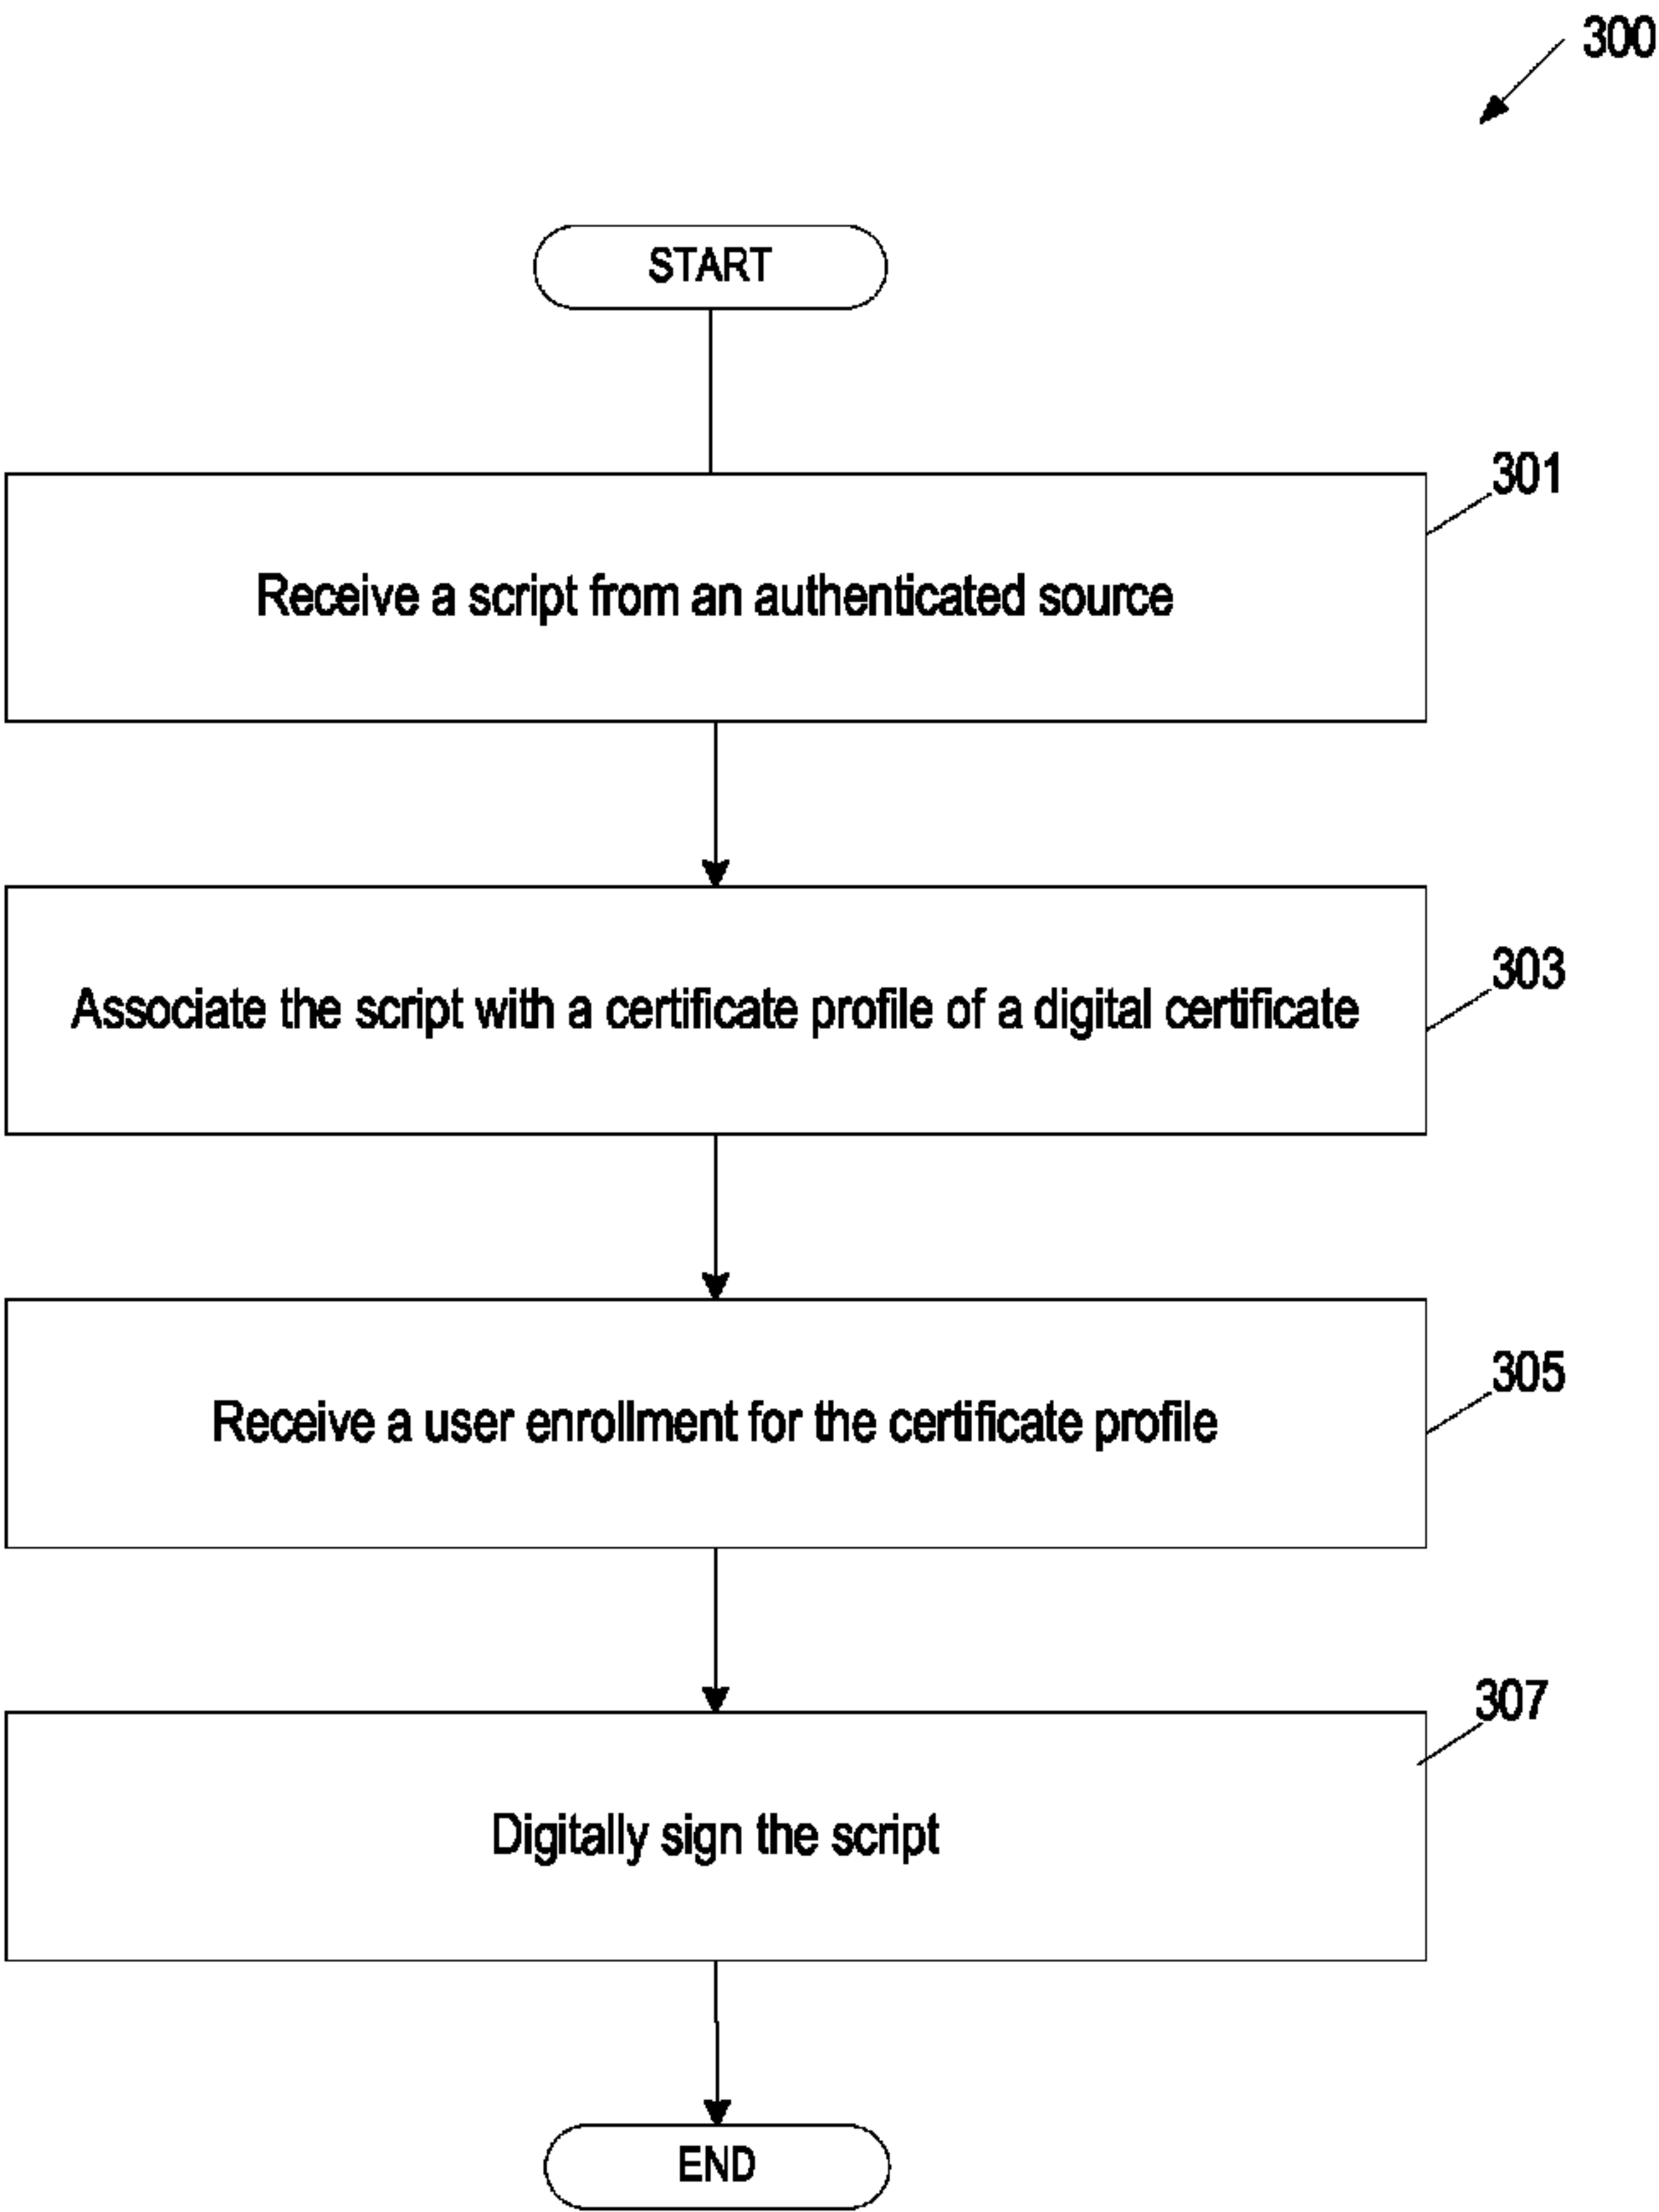 300
START
301
Receive a script from an authenticated source
303
Associate the script with a certificate profile of a digital certificate
305
Receive a user enrollment for the certificate profile
307
Digitally sign the script
END